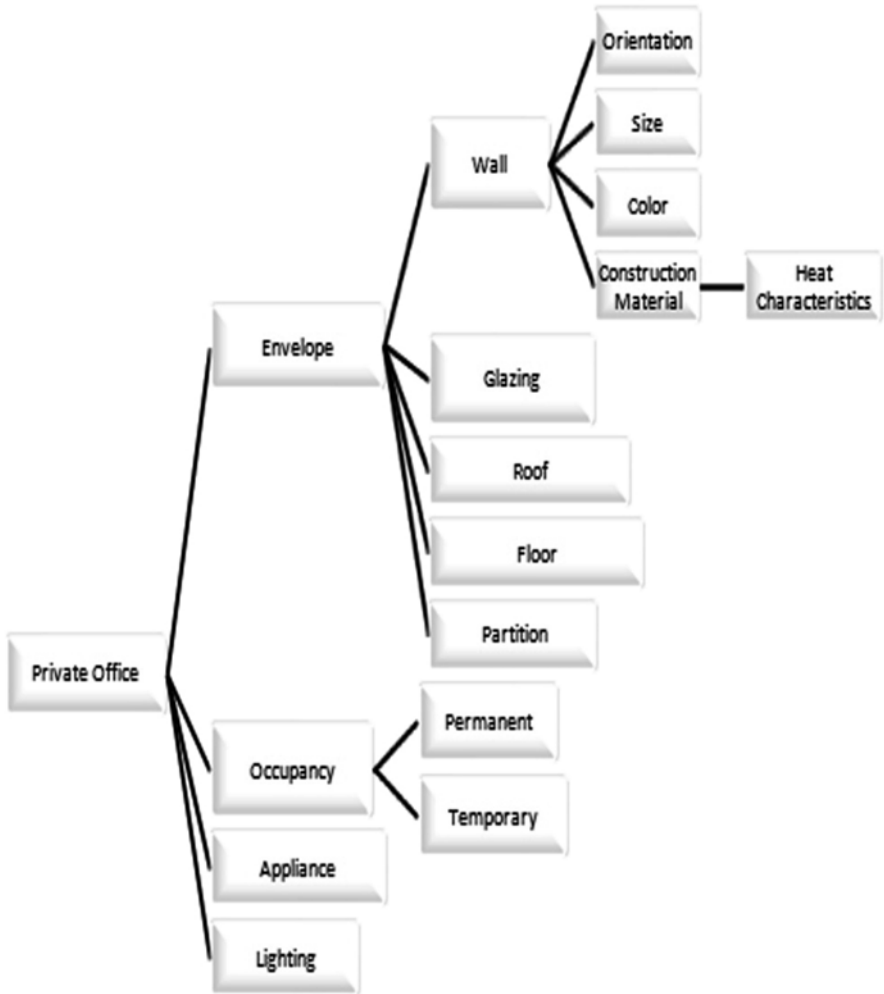 Orientation
Size
Wall
Color
Construction
Material
Heat
Characteristics
Envelope
Glazing
Roof
Floor
Partition
Private Office
Permanent
Occupancy
Temporary
Appliance
Lighting